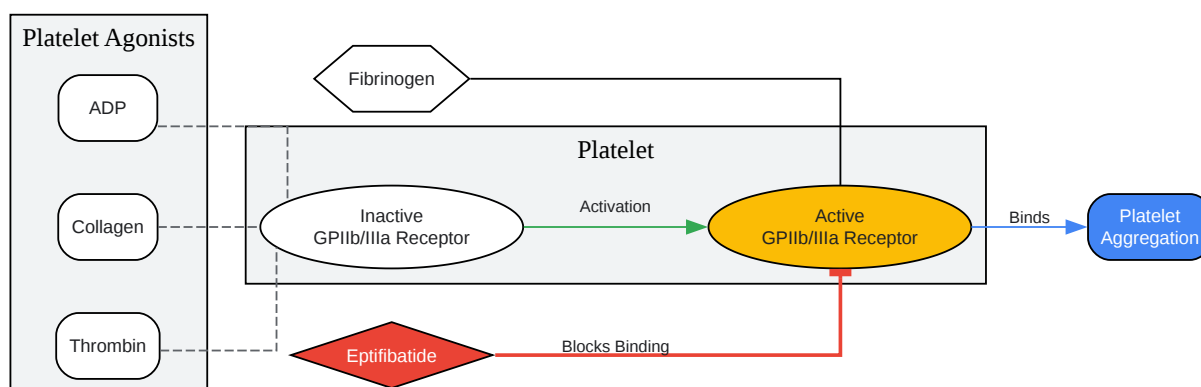 Platelet Agonists
ADP
Collagen
Thrombin
Fibrinogen
Platelet
Inactive
GPIIb/IIIa Receptor
Activation
Active
GPIIb/IIIa Receptor
Binds
Platelet
Aggregation
Eptifibatide
Blocks Binding